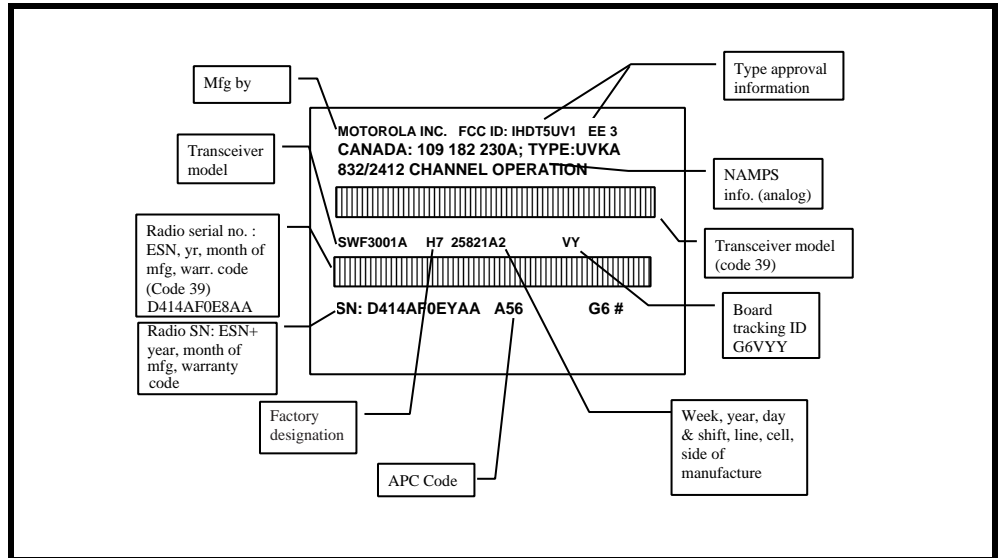 Mfg by
Type approval
information
MOTOROLA INC. FCC ID: IHDT5UV1 EE 3
CANADA: 109 182 230A; TYPE:UVKA
832/2412 CHANNEL OPERATION
Transceiver
model
NAMPS
info. (analog)
Radio serial no. :
ESN, yr, month of
mfg, warr. code
(Code 39)
D414AF0E8AA
SWF3001A H7 25821A2 VY
Transceiver model
(code 39)
SN: D414AF0EYAA A56 G6 #
Radio SN: ESN+
year, month of
mfg, warranty
code
Board
tracking ID
G6VYY
Factory
designation
Week, year, day
& shift, line, cell,
side of
manufacture
APC Code